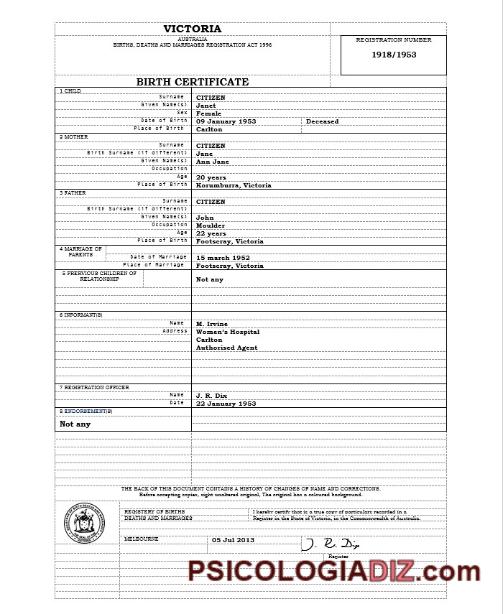 VICTORIA
AUSTRALIA
BIRTHS, DEATHS AND MARRIAGES REGISTRATION ACT 1996
REGISTRATION NUMBER
1918/1953
BIRTH CERTIFICATE
1 CHILD
Surname CITIZEN
Given Name(s) Janet
Sex Female
Date of Birth 09 January 1953 Deceased
Place of Birth Carlton
2 MOTHER
Surname CITIZEN
Birth Surname (if different) Jane
Given Name(s) Ann Jane
Occupation
Age 20 years
Place of Birth Korumburra, Victoria
3 FATHER
Surname CITIZEN
Birth Surname (if different)
Given Name(s) John
Occupation Moulder
Age 22 years
Place of Birth Footscray, Victoria
4 MARRIAGE OF PARENTS
Date of Marriage 15 march 1952
Place of Marriage Footscray, Victoria
5 PRERVIOUS CHILDREN OF RELATIONSHIP
Not any
6 INFORMANT(S)
Name M. Irvine
Address Women's Hospital
Carlton
Authorised Agent
7 REGISTRATION OFFICER
Name J. R. Dix
Date 22 January 1953
8 ENDORSEMENT(S)
Not any
THE BACK OF THIS DOCUMENT CONTAINS A HISTORY OF CHANGES OF NAME AND CORRECTIONS.
Before accepting copies, sight unaltered original, The original has a coloured background.
REGISTERY OF BIRTHS
DEATHS AND MARRIAGES
I hereby certify that is a true copy of particulars recorded in a
Register in the State of Victoria, in the Commonwealth of Australia.
MELBOURNE
05 Jul 2013
J. R. Dix
Register
PSICOLOGIADIZ.com